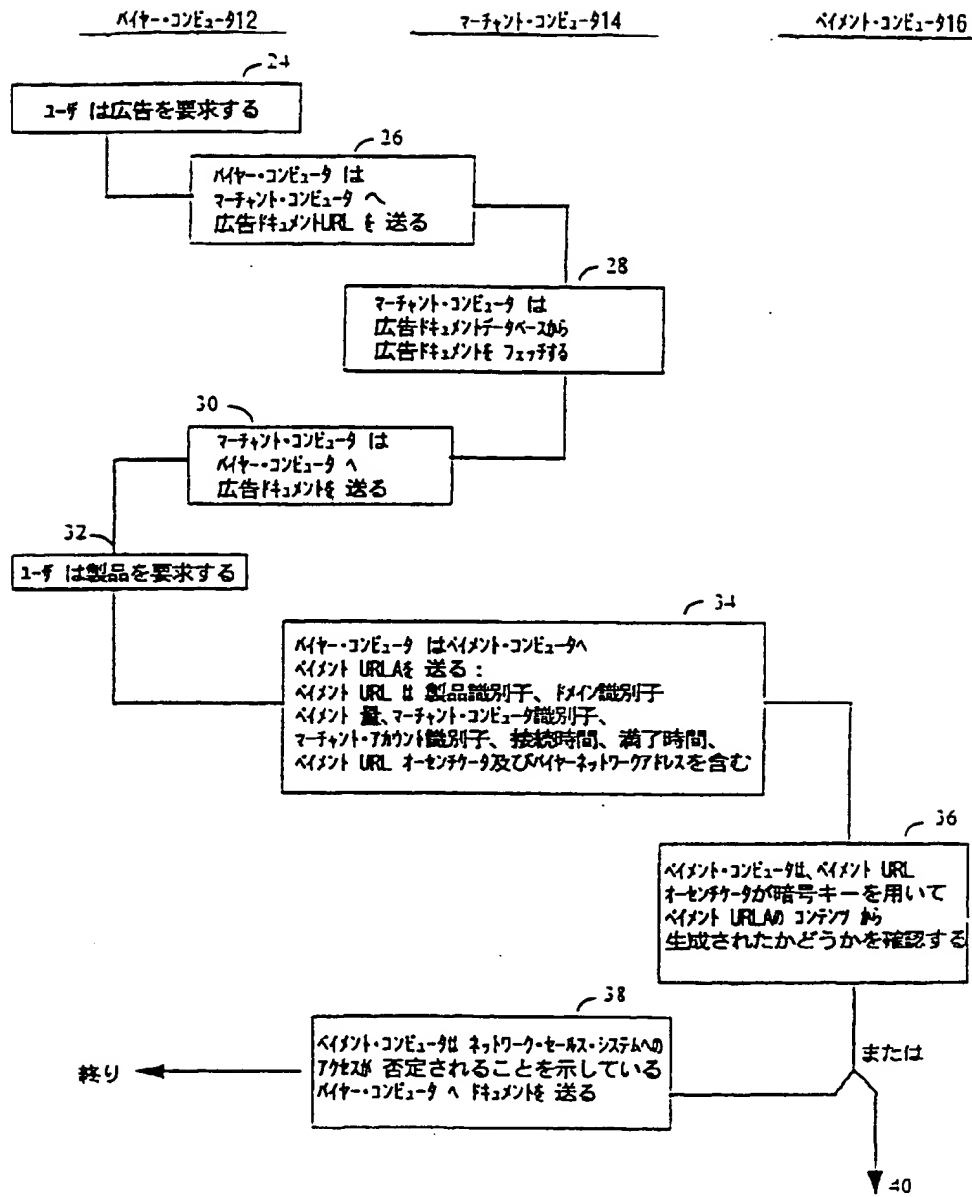 バイヤー・コンピュータ12
マーチャント・コンピュータ14
ペイメント・コンピュータ16
24
ユーザ は広告を要求する
26
バイヤー・コンピュータ は
マーチャント・コンピュータ へ
広告ドキュメントURL を 送る
28
マーチャント・コンピュータ は
広告ドキュメントデータベースから
広告ドキュメントを フェッチする
30
マーチャント・コンピュータ は
バイヤー・コンピュータ へ
広告ドキュメントを 送る
32
ユーザ は製品を要求する
34
バイヤー・コンピュータ はペイメント・コンピュータへ
ペイメント URLAを 送る:
ペイメント URL は 製品識別子、ドメイン識別子
ペイメント 量、マーチャント・コンピュータ識別子、
マーチャント・アカウント識別子、接続時間、満了時間、
ペイメント URL オーセンチケータ及びバイヤーネットワークアドレスを含む
36
ペイメント・コンピュータは、ペイメント URL
オーセンチケータが暗号キーを用いて
ペイメント URLAの コンテンツ から
生成されたかどうかを確認する
38
ペイメント・コンピュータは ネットワーク・セールス・システムへの
アクセスが 否定されることを示している
バイヤー・コンピュータ へ ドキュメントを 送る
終り
または
40